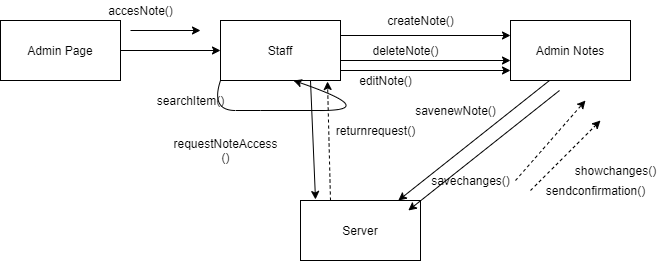 accesNote()
createNote()
Admin Page
Staff
deleteNote()
Admin Notes
editNote()
searchItem()
savenewNote()
requestNoteAccess
()
returnrequest()
savechanges()
showchanges()
sendconfirmation()
Server